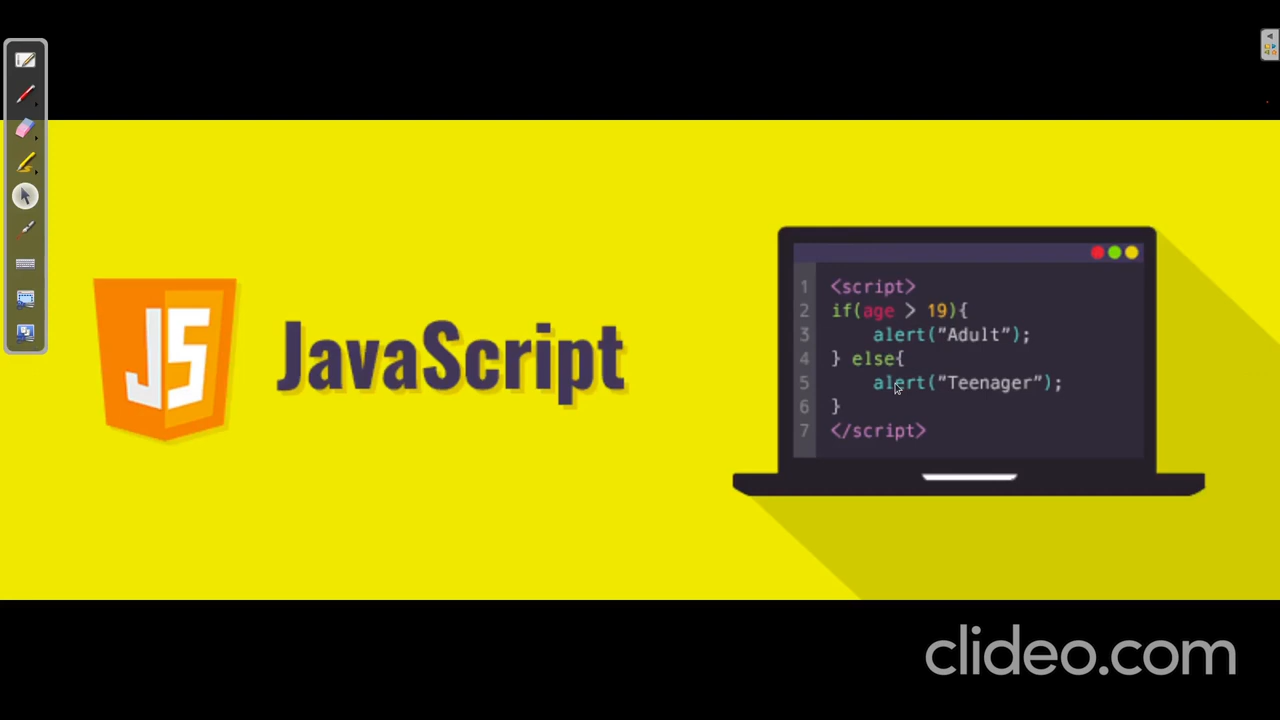 JS
JavaScript
1 <script>
2 if(age > 19){
3 alert("Adult");
4 } else{
5 alert("Teenager");
6 }
7 </script>
clideo.com